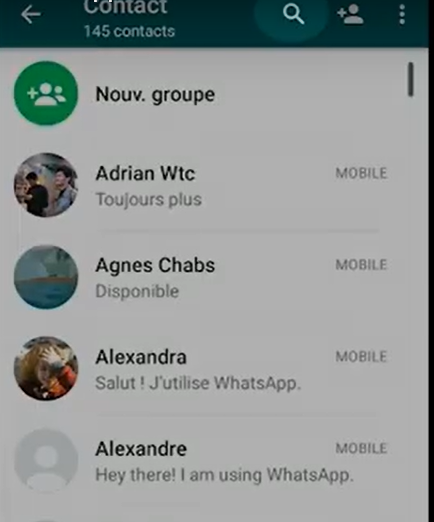 Contact
145 contacts
Nouv. groupe
Adrian Wtc
MOBILE
Toujours plus
Agnes Chabs
MOBILE
Disponible
Alexandra
MOBILE
Salut ! J'utilise WhatsApp.
Alexandre
MOBILE
Hey there! I am using WhatsApp.